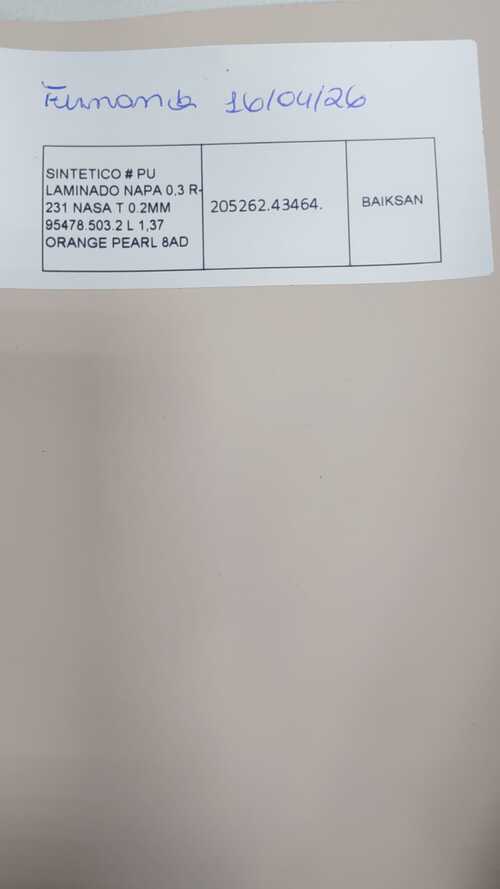 Fernanda 16/04/26
SINTETICO # PU
LAMINADO NAPA 0,3 R-
231 NASA T 0.2MM
95478.503.2 L 1,37
ORANGE PEARL 8AD
205262.43464.
BAIKSAN